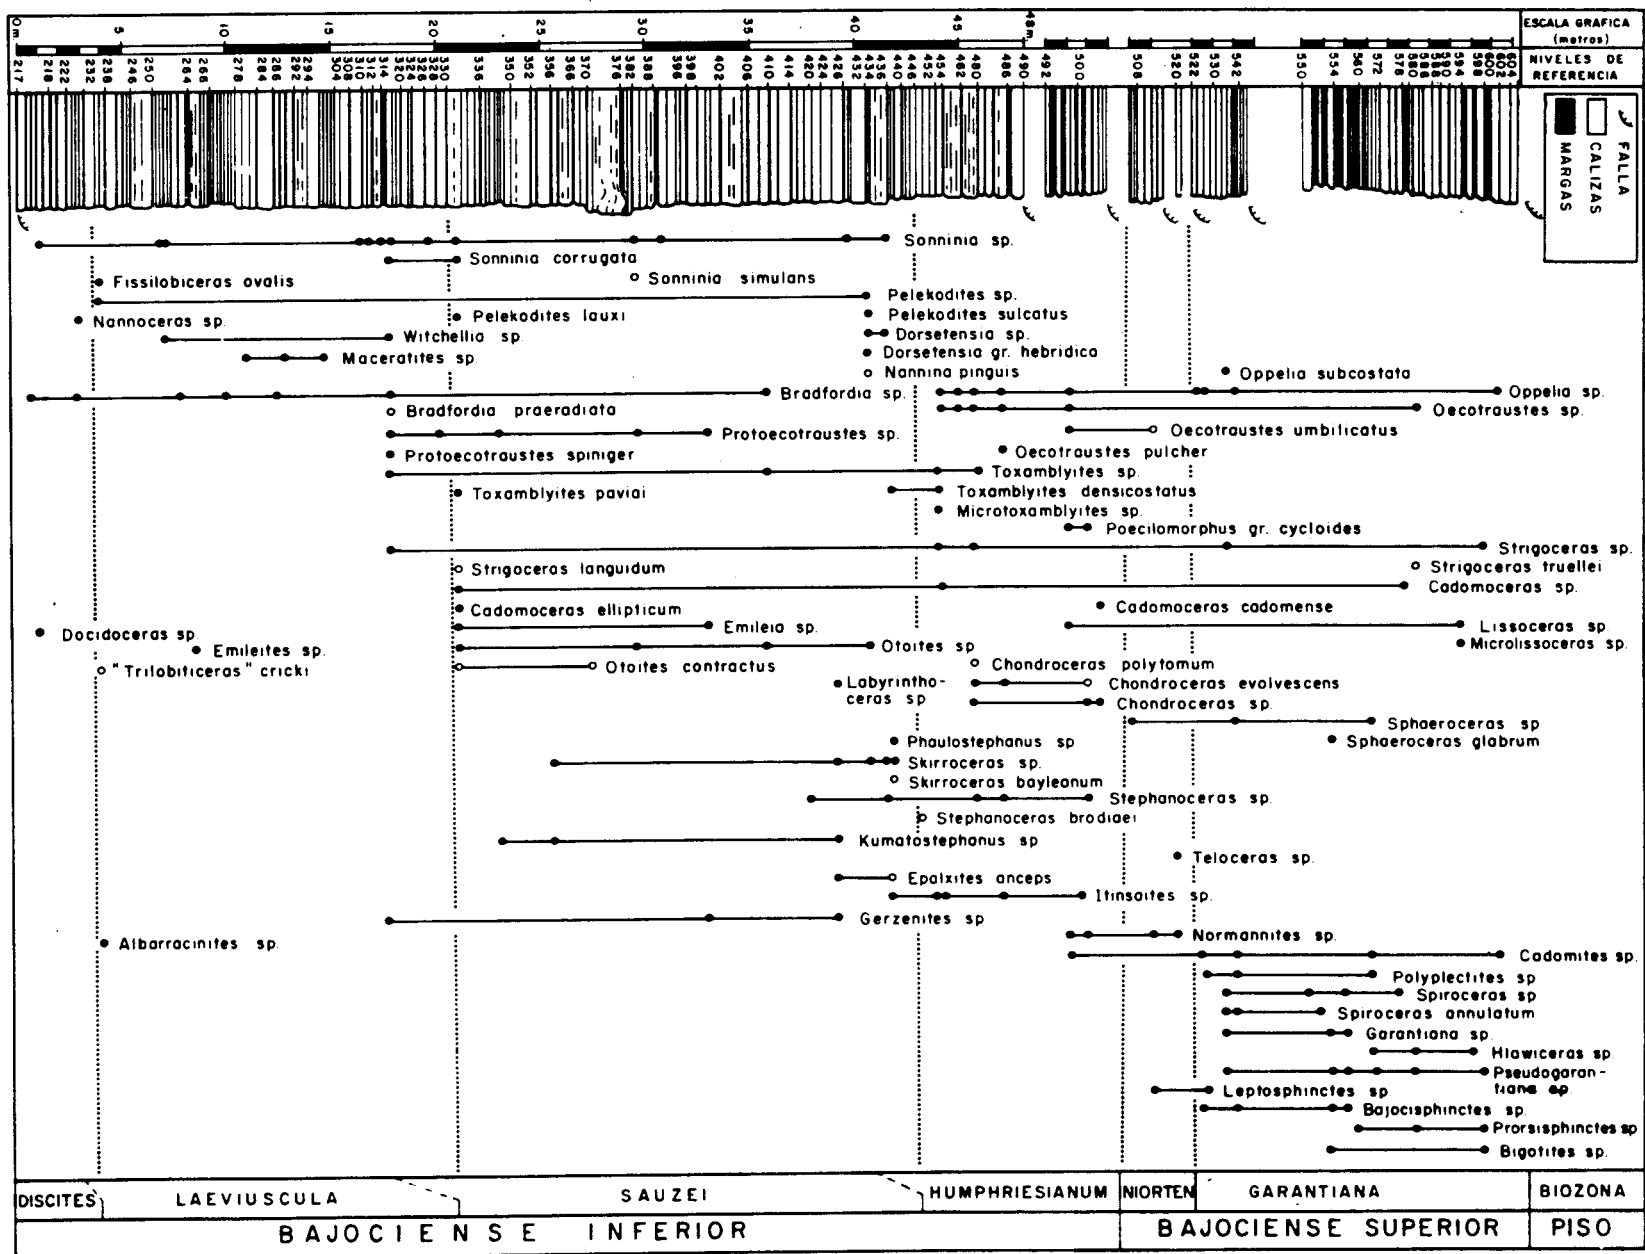 ESCALA GRAFICA
(metros)
0m 5 10 15 20 25 30 35 40 45 48m
NIVELES DE
REFERENCIA
217 218 222 232 238 246 250 264 266 278 284 286 292 294 304 308 310 312 314 320 324 326 328 330 336 350 352 356 366 370 376 382 388 396 398 406 410 414 420 424 428 434 436 440 446 452 454 462 480 486 490 492 500 508 520 522 530 542 550 554 560 572 578 580 586 588 590 594 598 600 602 604
FALLA
CALIZAS
MARGAS
Sonninia sp.
Sonninia corrugata
Fissilobiceras ovalis
Sonninia simulans
Pelekodites sp.
Nannoceras sp.
Pelekodites lauxi
Pelekodites sulcatus
Witchellia sp.
Dorsetensia sp.
Maceratites sp.
Dorsetensia gr. hebridica
Nannina pinguis
Oppelia subcostata
Bradfordia sp.
Oppelia sp.
Bradfordia praeradiata
Oecotraustes sp.
Protoecotraustes sp.
Oecotraustes umbilicatus
Protoecotraustes spiniger
Oecotraustes pulcher
Toxamblyites sp.
Toxamblyites paviai
Toxamblyites densicostatus
Microtoxamblyites sp.
Poecilomorphus gr. cycloides
Strigoceras sp.
Strigoceras languidum
Strigoceras truellei
Cadomoceras sp.
Cadomoceras ellipticum
Cadomoceras cadomense
Docidoceras sp.
Emileia sp.
Lissoceras sp.
Emileites sp.
Otoites sp
Microlissoceras sp.
"Trilobiticeras" cricki
Otoites contractus
Chondroceras polytomum
Labyrintho-
ceras sp
Chondroceras evolvescens
Chondroceras sp.
Sphaeroceras sp
Phaulostephanus sp
Sphaeroceras glabrum
Skirroceras sp.
Skirroceras bayleanum
Stephanoceras sp.
Stephanoceras brodiaei
Kumatostephanus sp
Teloceras sp.
Epalxites anceps
Itinsaites sp.
Gerzenites sp
Albarracinites sp.
Normannites sp.
Cadomites sp.
Polyplectites sp
Spiroceras sp
Spiroceras annulatum
Garantiana sp.
Hlawiceras sp.
Pseudogaran-
tiana sp.
Leptosphinctes sp.
Bajocisphinctes sp.
Prorsisphinctes sp
Bigotites sp.
DISCITES LAEVIUSCULA SAUZEI HUMPHRIESIANUM NIORTEN GARANTIANA BIOZONA
BAJOCIENSE INFERIOR BAJOCIENSE SUPERIOR PISO